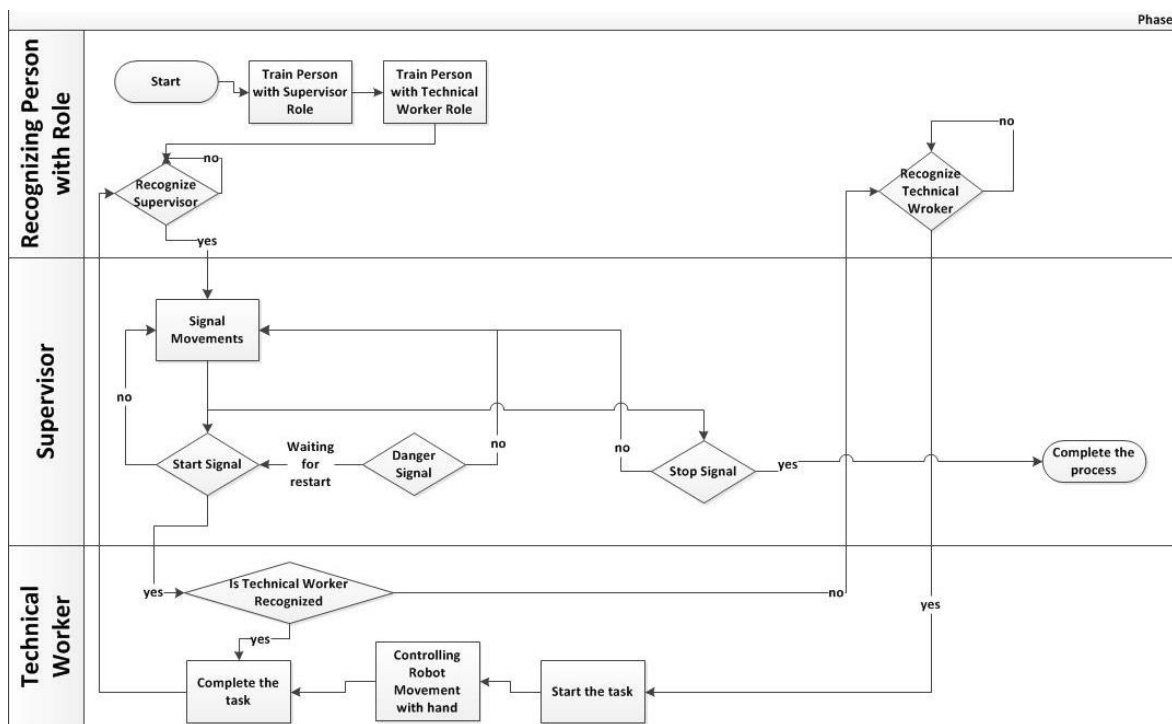 Phase
Recognizing Person
with Role
Start
Train Person
with Supervisor
Role
Train Person
with Technical
Worker Role
no
Recognize
Supervisor
yes
no
Recognize
Technical
Wroker
Supervisor
Signal
Movements
no
Start Signal
Waiting
for
restart
Danger
Signal
no
no
Stop Signal
yes
Complete the
process
Technical
Worker
yes
Is Technical Worker
Recognized
no
yes
yes
Complete the
task
Controlling
Robot
Movement
with hand
Start the task